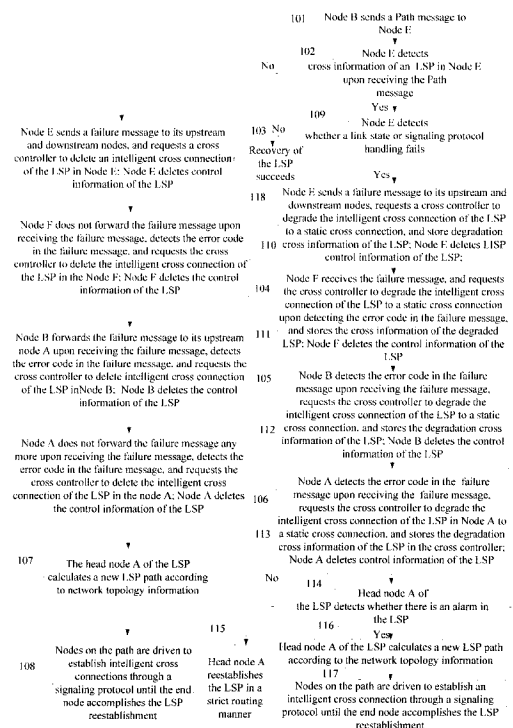 101 Node B sends a Path message to
Node E
102 Node E detects
No cross information of an LSP in Node E
upon receiving the Path
message
Yes
109 Node E detects
103 No whether a link state or signaling protocol
handling fails
Recovery of
the LSP
succeeds
Yes
Node E sends a failure message to its upstream
and downstream nodes, and requests a cross
controller to delete an intelligent cross connection
of the LSP in Node E; Node E deletes control
information of the LSP
118 Node E sends a failure message to its upstream and
downstream nodes, requests a cross controller to
degrade the intelligent cross connection of the LSP
to a static connection, and store degradation
110 cross information of the LSP; Node E deletes LISP
control information of the LSP;
Node F does not forward the failure message upon
receiving the failure message, detects the error code
in the failure message, and requests the cross
controller to delete the intelligent cross connection of
the LSP in the Node F; Node F deletes the control
information of the LSP
104 Node F receives the failure message, and requests
the cross controller to degrade the intelligent cross
connection of the LSP to a static cross connection
upon detecting the error code in the failure message,
111 and stores the cross information of the degraded
LSP; Node F deletes the control information of the
LSP
Node B forwards the failure message to its upstream
node A upon receiving the failure message, detects
the error code in the failure message, and requests the
cross controller to delete intelligent cross connection
of the LSP inNode B; Node B deletes the control
information of the LSP
105 Node B detects the error code in the failure
message upon receiving the failure message,
requests the cross controller to degrade the
intelligent cross connection of the LSP to a static
112 cross connection, and stores the degradation cross
information of the LSP; Node B deletes the control
information of the LSP
Node A does not forward the failure message any
more upon receiving the failure message, detects the
error code in the failure message, and requests the
cross controller to delete the intelligent cross
connection of the LSP in the node A; Node A deletes
the control information of the LSP
106 Node A detects the error code in the failure
message upon receiving the failure message,
requests the cross controller to degrade the
intelligent cross connection of the LSP in Node A to
113 a static cross connection, and stores the degradation
cross information of the LSP in the cross controller;
Node A deletes control information of the LSP
107 The head node A of the LSP
calculates a new LSP path according
to network topology information
No 114 Head node A of
the LSP detects whether there is an alarm in
the LSP
116 Yes
Head node A of the LSP calculates a new LSP path
according to the network topology information
108 Nodes on the path are driven to
establish intelligent cross
connections through a
signaling protocol until the end
node accomplishes the LSP
reestablishment
115
Head node A
reestablishes
the LSP in a
strict routing
manner
117
Nodes on the path are driven to establish an
intelligent cross connection through a signaling
protocol until the end node accomplishes the LSP
reestablishment